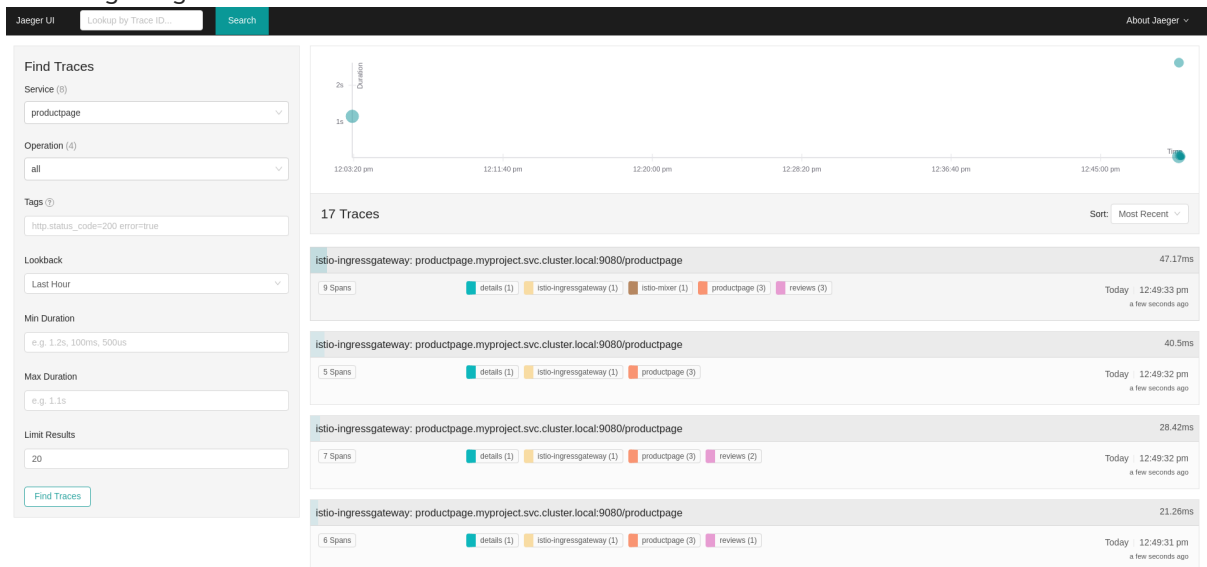 Jaeger UI Lookup by Trace ID... Search About Jaeger
Find Traces
Service (8)
productpage
Operation (4)
all
Tags
http.status_code=200 error=true
Lookback
Last Hour
Min Duration
e.g. 1.2s, 100ms, 500us
Max Duration
e.g. 1.1s
Limit Results
20
Find Traces
Duration
2s
1s
Time
12:03:20 pm 12:11:40 pm 12:20:00 pm 12:28:20 pm 12:36:40 pm 12:45:00 pm
17 Traces Sort: Most Recent
istio-ingressgateway: productpage.myproject.svc.cluster.local:9080/productpage 47.17ms
9 Spans details (1) istio-ingressgateway (1) istio-mixer (1) productpage (3) reviews (3) Today 12:49:33 pm
a few seconds ago
istio-ingressgateway: productpage.myproject.svc.cluster.local:9080/productpage 40.5ms
5 Spans details (1) istio-ingressgateway (1) productpage (3) Today 12:49:32 pm
a few seconds ago
istio-ingressgateway: productpage.myproject.svc.cluster.local:9080/productpage 28.42ms
7 Spans details (1) istio-ingressgateway (1) productpage (3) reviews (2) Today 12:49:32 pm
a few seconds ago
istio-ingressgateway: productpage.myproject.svc.cluster.local:9080/productpage 21.26ms
6 Spans details (1) istio-ingressgateway (1) productpage (3) reviews (1) Today 12:49:31 pm
a few seconds ago